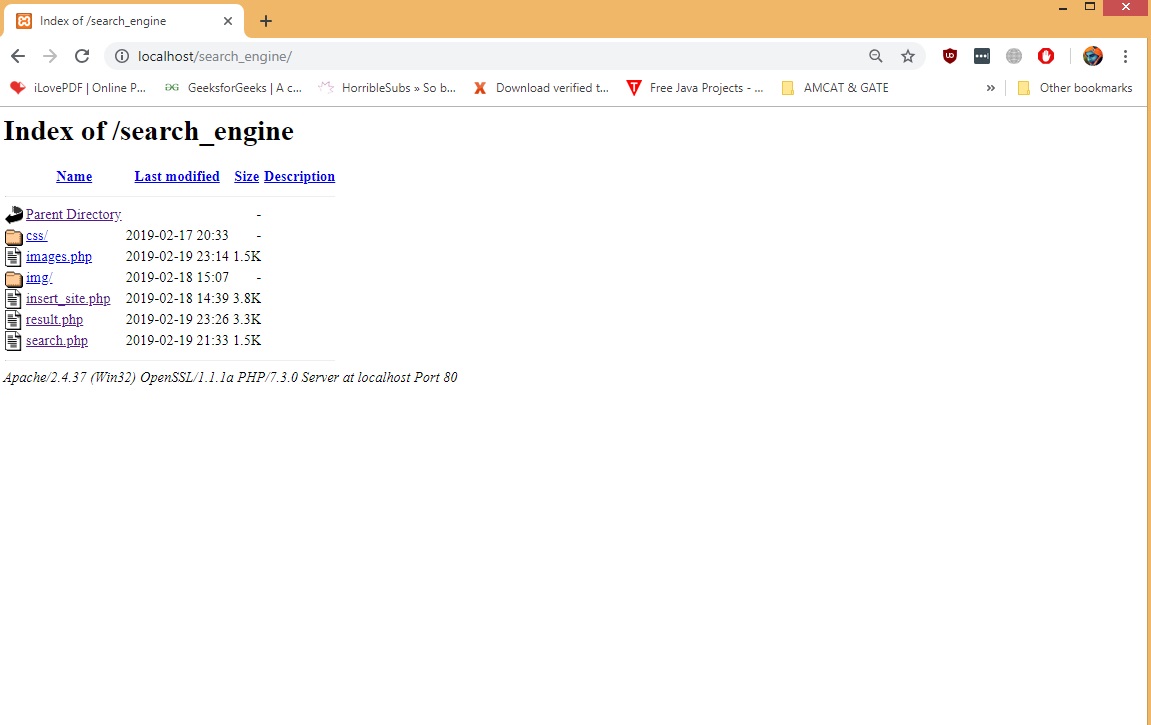 Index of /search_engine
localhost/search_engine/
iLovePDF | Online P... GeeksforGeeks | A c... HorribleSubs » So b... Download verified t... Free Java Projects - ... AMCAT & GATE » Other bookmarks
Index of /search_engine
Name Last modified Size Description
Parent Directory -
css/ 2019-02-17 20:33 -
images.php 2019-02-19 23:14 1.5K
img/ 2019-02-18 15:07 -
insert_site.php 2019-02-18 14:39 3.8K
result.php 2019-02-19 23:26 3.3K
search.php 2019-02-19 21:33 1.5K
Apache/2.4.37 (Win32) OpenSSL/1.1.1a PHP/7.3.0 Server at localhost Port 80